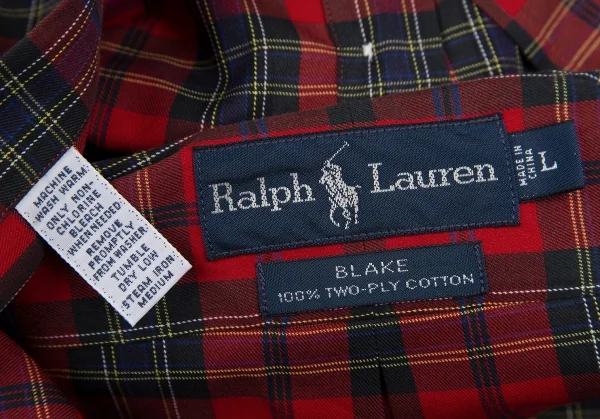 MACHINE
WASH WARM
ONLY NON-
CHLORINE
BLEACH
WHEN NEEDED
REMOVE
PROMPTLY
FROM WASHER
TUMBLE
DRY LOW
STEAM IRON
MEDIUM
Ralph Lauren
MADE IN
CHINA
L
BLAKE
100% TWO-PLY COTTON